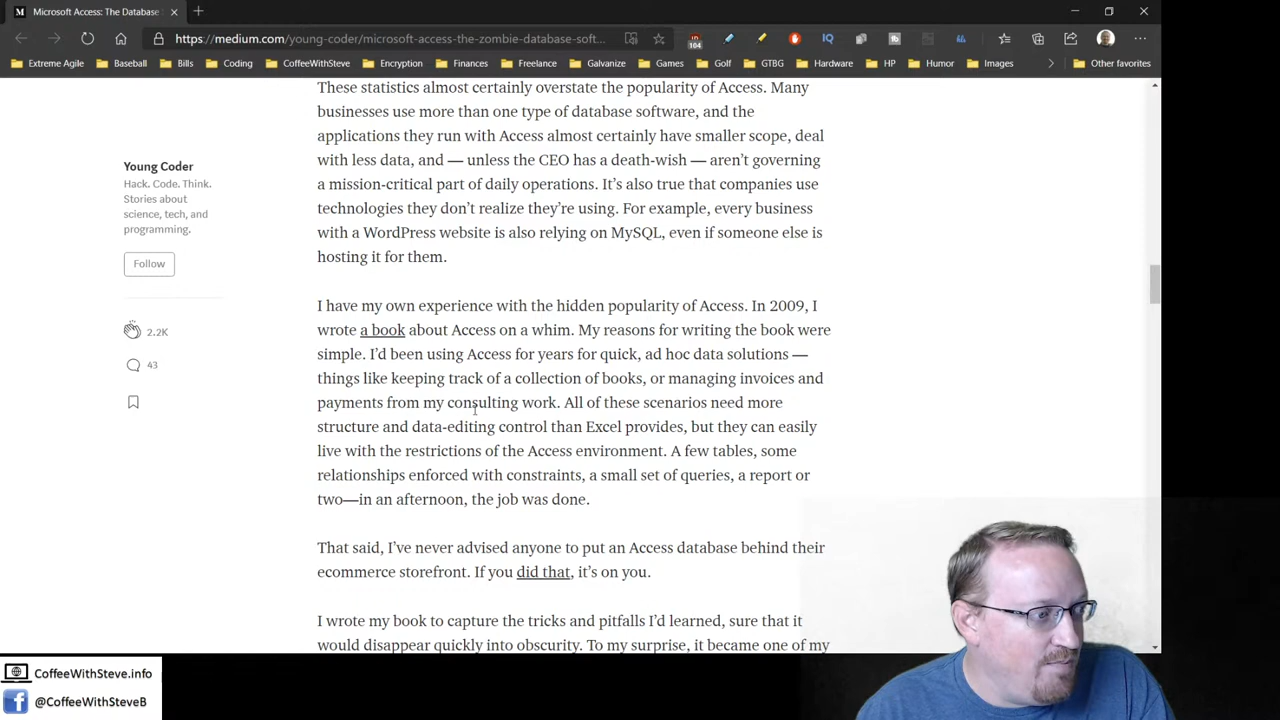 Microsoft Access: The Database
https://medium.com/young-coder/microsoft-access-the-zombie-database-soft...
104
IQ
Extreme Agile
Baseball
Bills
Coding
CoffeeWithSteve
Encryption
Finances
Freelance
Galvanize
Games
Golf
GTBG
Hardware
HP
Humor
Images
Other favorites
Young Coder
Hack. Code. Think.
Stories about
science, tech, and
programming.
Follow
2.2K
43
These statistics almost certainly overstate the popularity of Access. Many
businesses use more than one type of database software, and the
applications they run with Access almost certainly have smaller scope, deal
with less data, and — unless the CEO has a death-wish — aren’t governing
a mission-critical part of daily operations. It’s also true that companies use
technologies they don’t realize they’re using. For example, every business
with a WordPress website is also relying on MySQL, even if someone else is
hosting it for them.
I have my own experience with the hidden popularity of Access. In 2009, I
wrote a book about Access on a whim. My reasons for writing the book were
simple. I’d been using Access for years for quick, ad hoc data solutions —
things like keeping track of a collection of books, or managing invoices and
payments from my consulting work. All of these scenarios need more
structure and data-editing control than Excel provides, but they can easily
live with the restrictions of the Access environment. A few tables, some
relationships enforced with constraints, a small set of queries, a report or
two—in an afternoon, the job was done.
That said, I’ve never advised anyone to put an Access database behind their
ecommerce storefront. If you did that, it’s on you.
I wrote my book to capture the tricks and pitfalls I’d learned, sure that it
would disappear quickly into obscurity. To my surprise, it became one of my
CoffeeWithSteve.info
@CoffeeWithSteveB